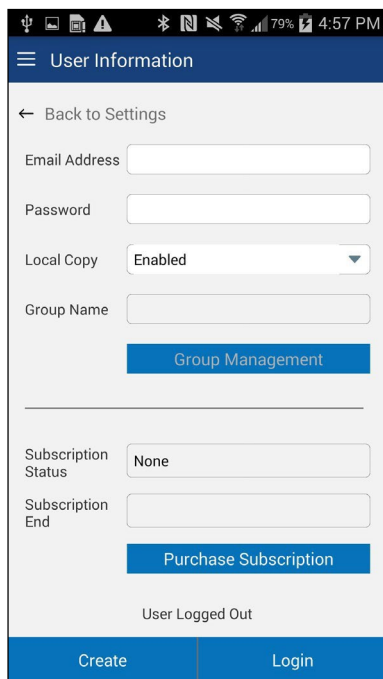 79% 4:57 PM
User Information
← Back to Settings
Email Address
Password
Local Copy Enabled
Group Name
Group Management
Subscription
Status
None
Subscription
End
Purchase Subscription
User Logged Out
Create Login